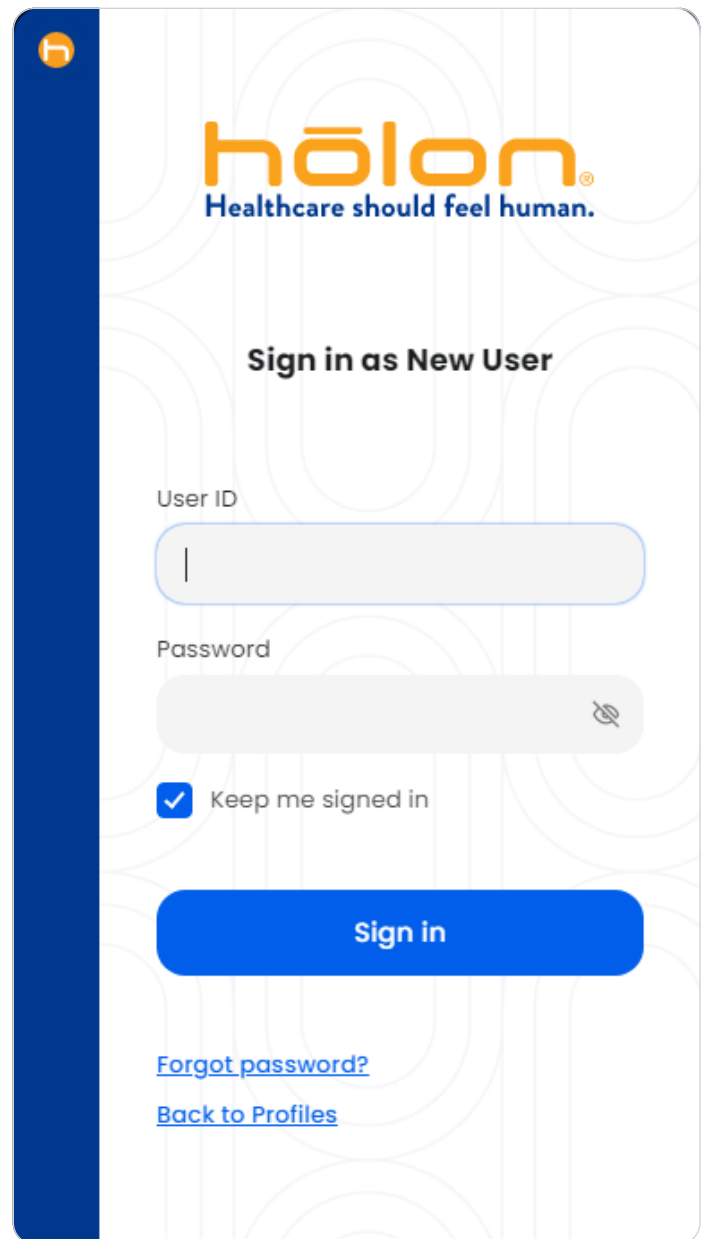 h
hōlon®
Healthcare should feel human.
Sign in as New User
User ID
Password
Keep me signed in
Sign in
Forgot password?
Back to Profiles